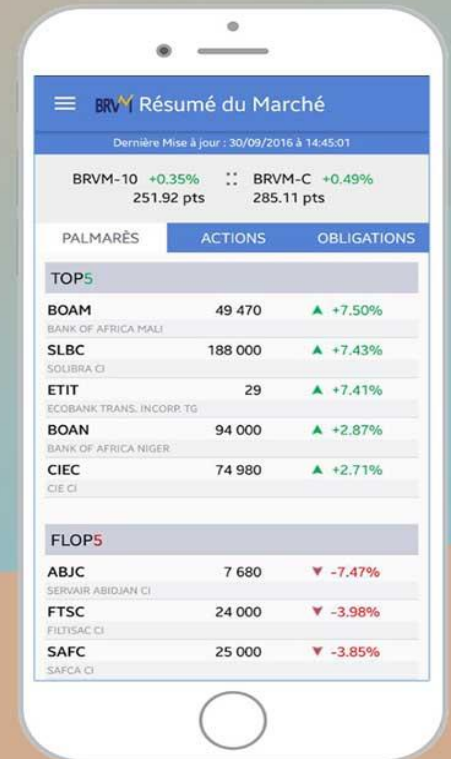 BRVM Résumé du Marché
Dernière Mise à jour : 30/09/2016 à 14:45:01
BRVM-10 +0.35% BRVM-C +0.49%
251.92 pts 285.11 pts
PALMARÈS ACTIONS OBLIGATIONS
TOP5
BOAM 49 470 ▲ +7.50%
BANK OF AFRICA MALI
SLBC 188 000 ▲ +7.43%
SOLIBRA CI
ETIT 29 ▲ +7.41%
ECOBANK TRANS. INCORP. TG
BOAN 94 000 ▲ +2.87%
BANK OF AFRICA NIGER
CIEC 74 980 ▲ +2.71%
CIE CI
FLOP5
ABJC 7 680 ▼ -7.47%
SERVAIR ABIDJAN CI
FTSC 24 000 ▼ -3.98%
FILTISAC CI
SAFC 25 000 ▼ -3.85%
SAFCA CI